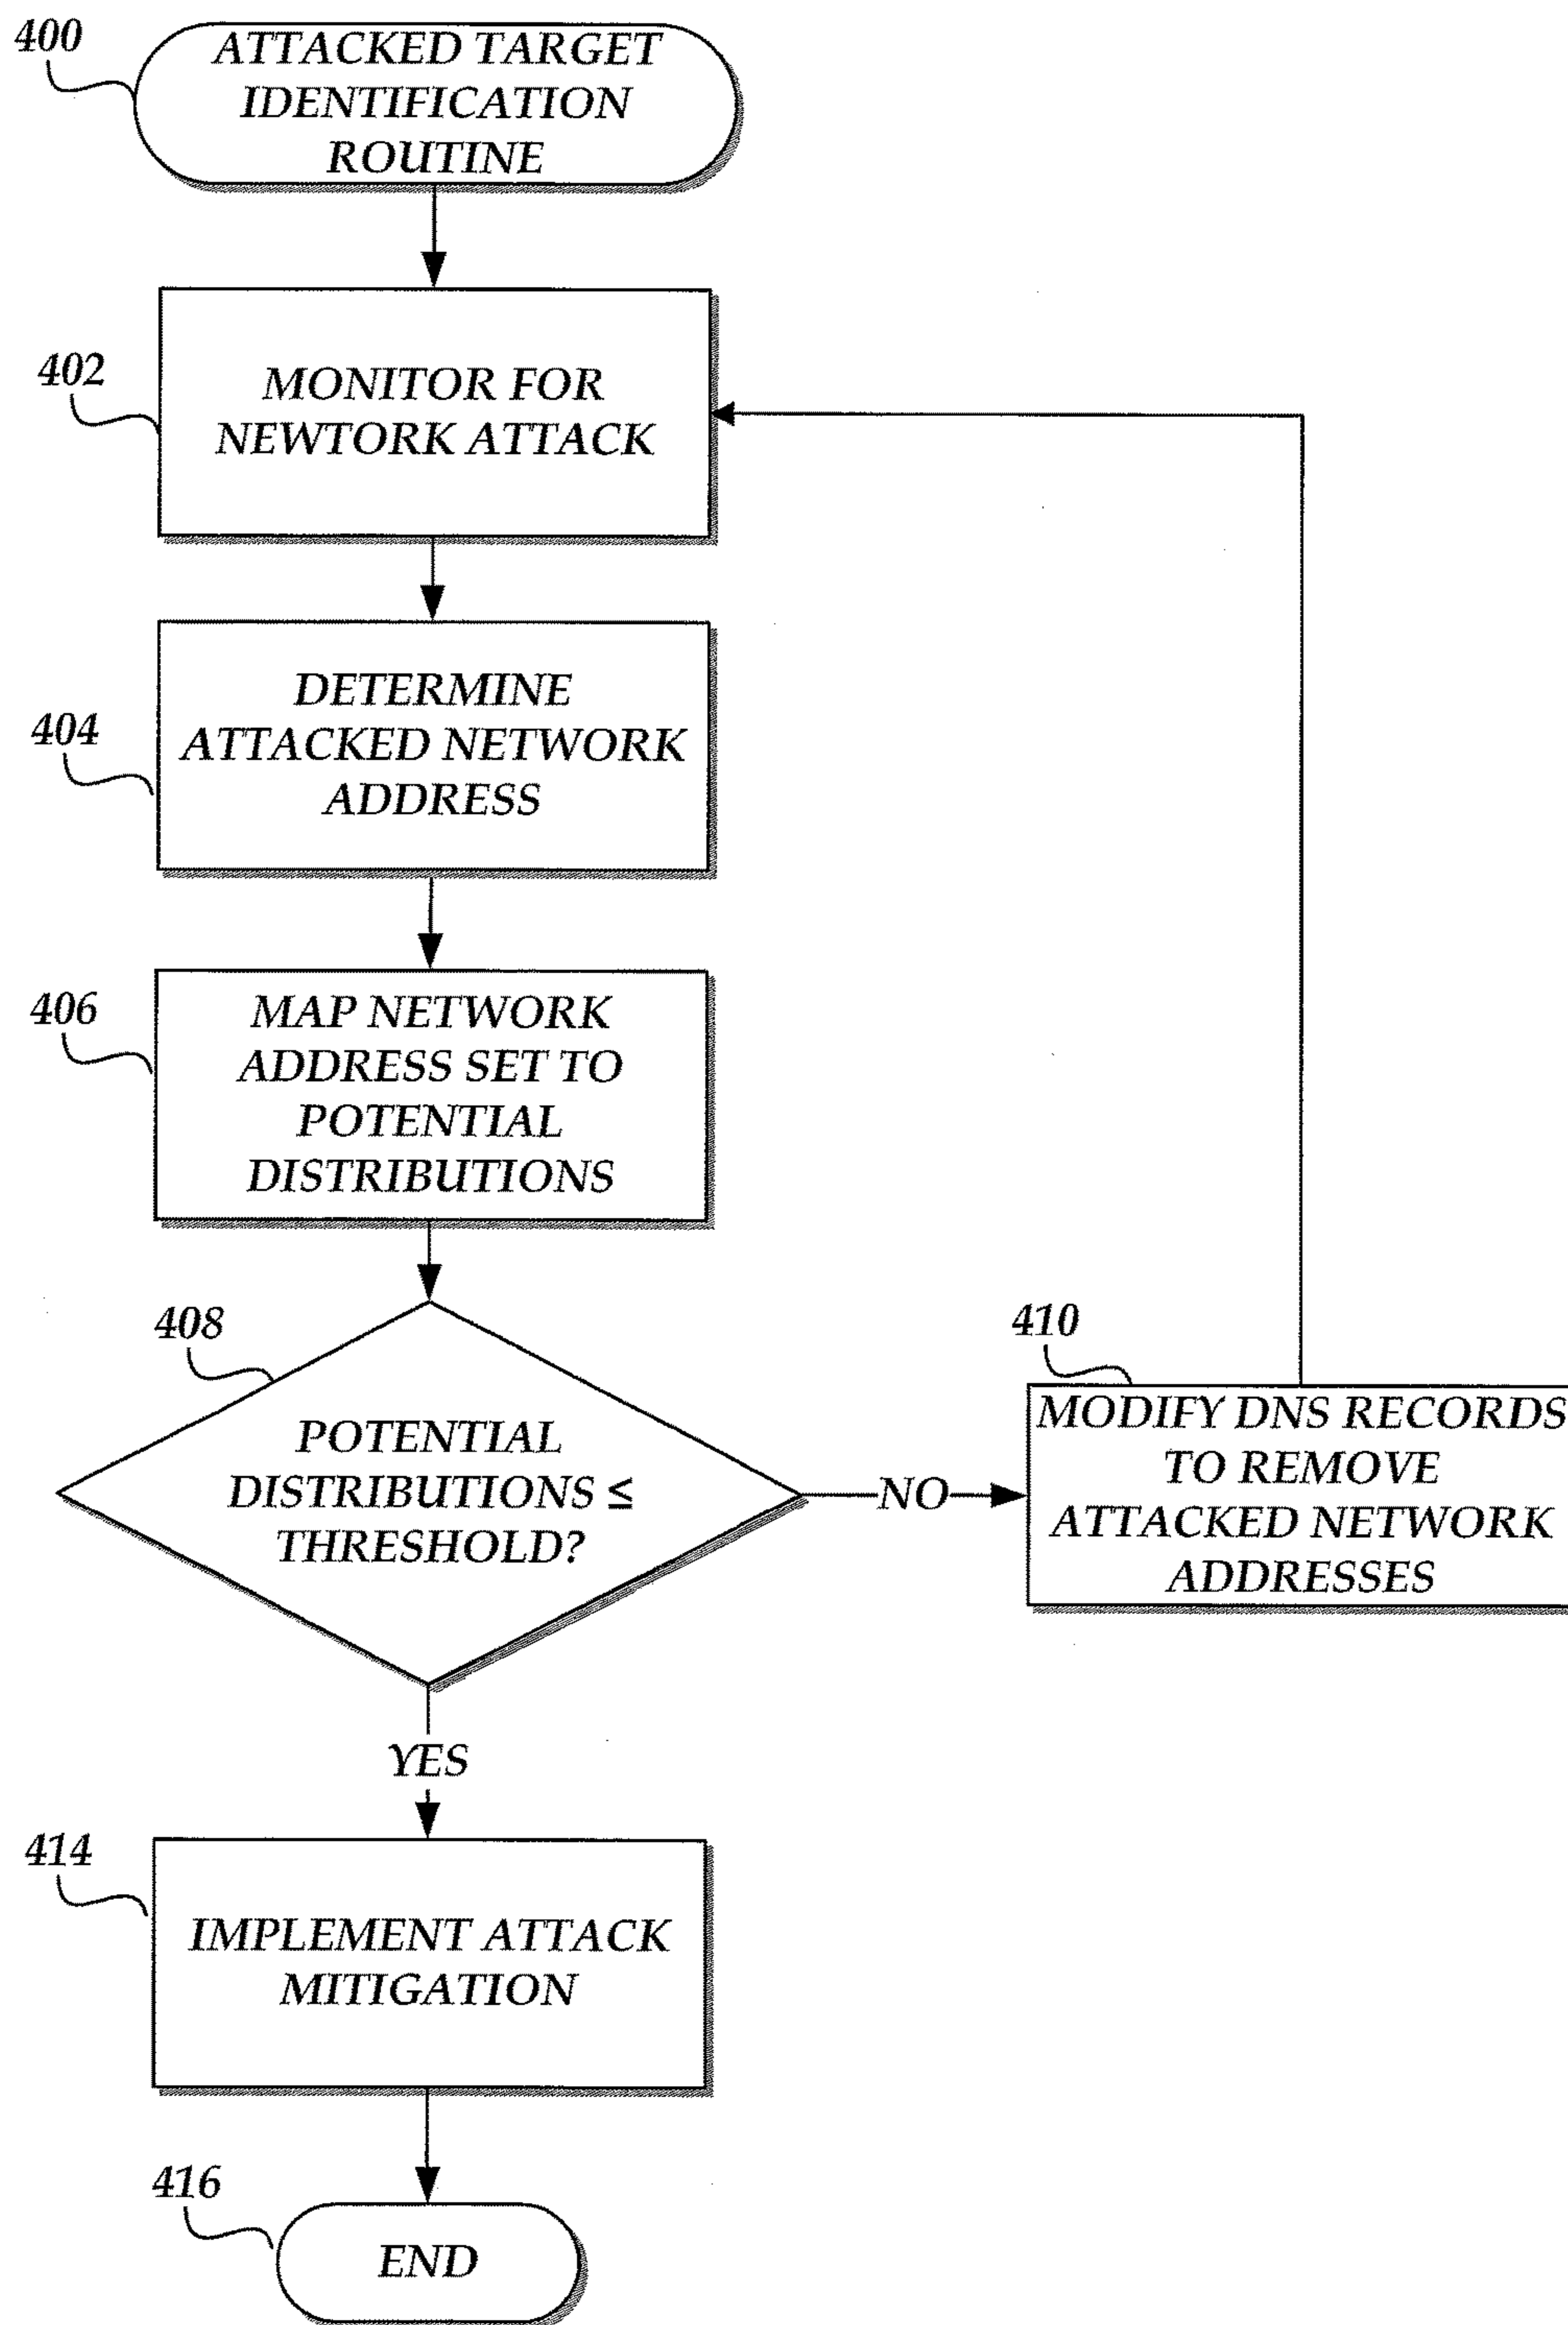 400
ATTACKED TARGET
IDENTIFICATION
ROUTINE
402
MONITOR FOR
NEWTORK ATTACK
404
DETERMINE
ATTACKED NETWORK
ADDRESS
406
MAP NETWORK
ADDRESS SET TO
POTENTIAL
DISTRIBUTIONS
408
POTENTIAL
DISTRIBUTIONS ≤
THRESHOLD?
NO
410
MODIFY DNS RECORDS
TO REMOVE
ATTACKED NETWORK
ADDRESSES
YES
414
IMPLEMENT ATTACK
MITIGATION
416
END